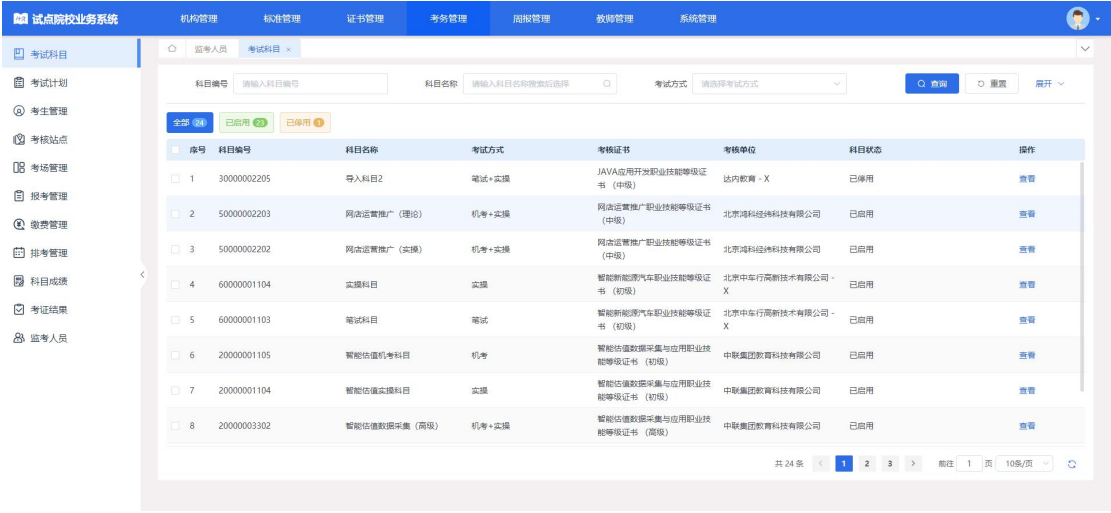 试点院校业务系统 机构管理 标准管理 证书管理 考务管理 周报管理 教师管理 系统管理
监考人员 考试科目 ×
考试科目
考试计划
考生管理
考核站点
考场管理
报考管理
缴费管理
排考管理
科目成绩
考证结果
监考人员
科目编号 请输入科目编号 科目名称 请输入科目名称搜索后选择 考试方式 请选择考试方式 查询 重置 展开
全部 24 已启用 23 已停用 1
序号 科目编号 科目名称 考试方式 考核证书 考核单位 科目状态 操作
1 30000002205 导入科目2 笔试+实操 JAVA应用开发职业技能等级证书 (中级) 达内教育 - X 已停用 查看
2 50000002203 网店运营推广 (理论) 机考+实操 网店运营推广职业技能等级证书 (中级) 北京鸿科经纬科技有限公司 已启用 查看
3 50000002202 网店运营推广 (实操) 机考+实操 网店运营推广职业技能等级证书 (中级) 北京鸿科经纬科技有限公司 已启用 查看
4 60000001104 实操科目 实操 智能新能源汽车职业技能等级证书 (初级) 北京中车行高新技术有限公司 - X 已启用 查看
5 60000001103 笔试科目 笔试 智能新能源汽车职业技能等级证书 (初级) 北京中车行高新技术有限公司 - X 已启用 查看
6 20000001105 智能估值机考科目 机考 智能估值数据采集与应用职业技能等级证书 (初级) 中联集团教育科技有限公司 已启用 查看
7 20000001104 智能估值实操科目 实操 智能估值数据采集与应用职业技能等级证书 (初级) 中联集团教育科技有限公司 已启用 查看
8 20000003302 智能估值数据采集 (高级) 机考+实操 智能估值数据采集与应用职业技能等级证书 (高级) 中联集团教育科技有限公司 已启用 查看
共 24 条 < 1 2 3 > 前往 1 页 10条/页